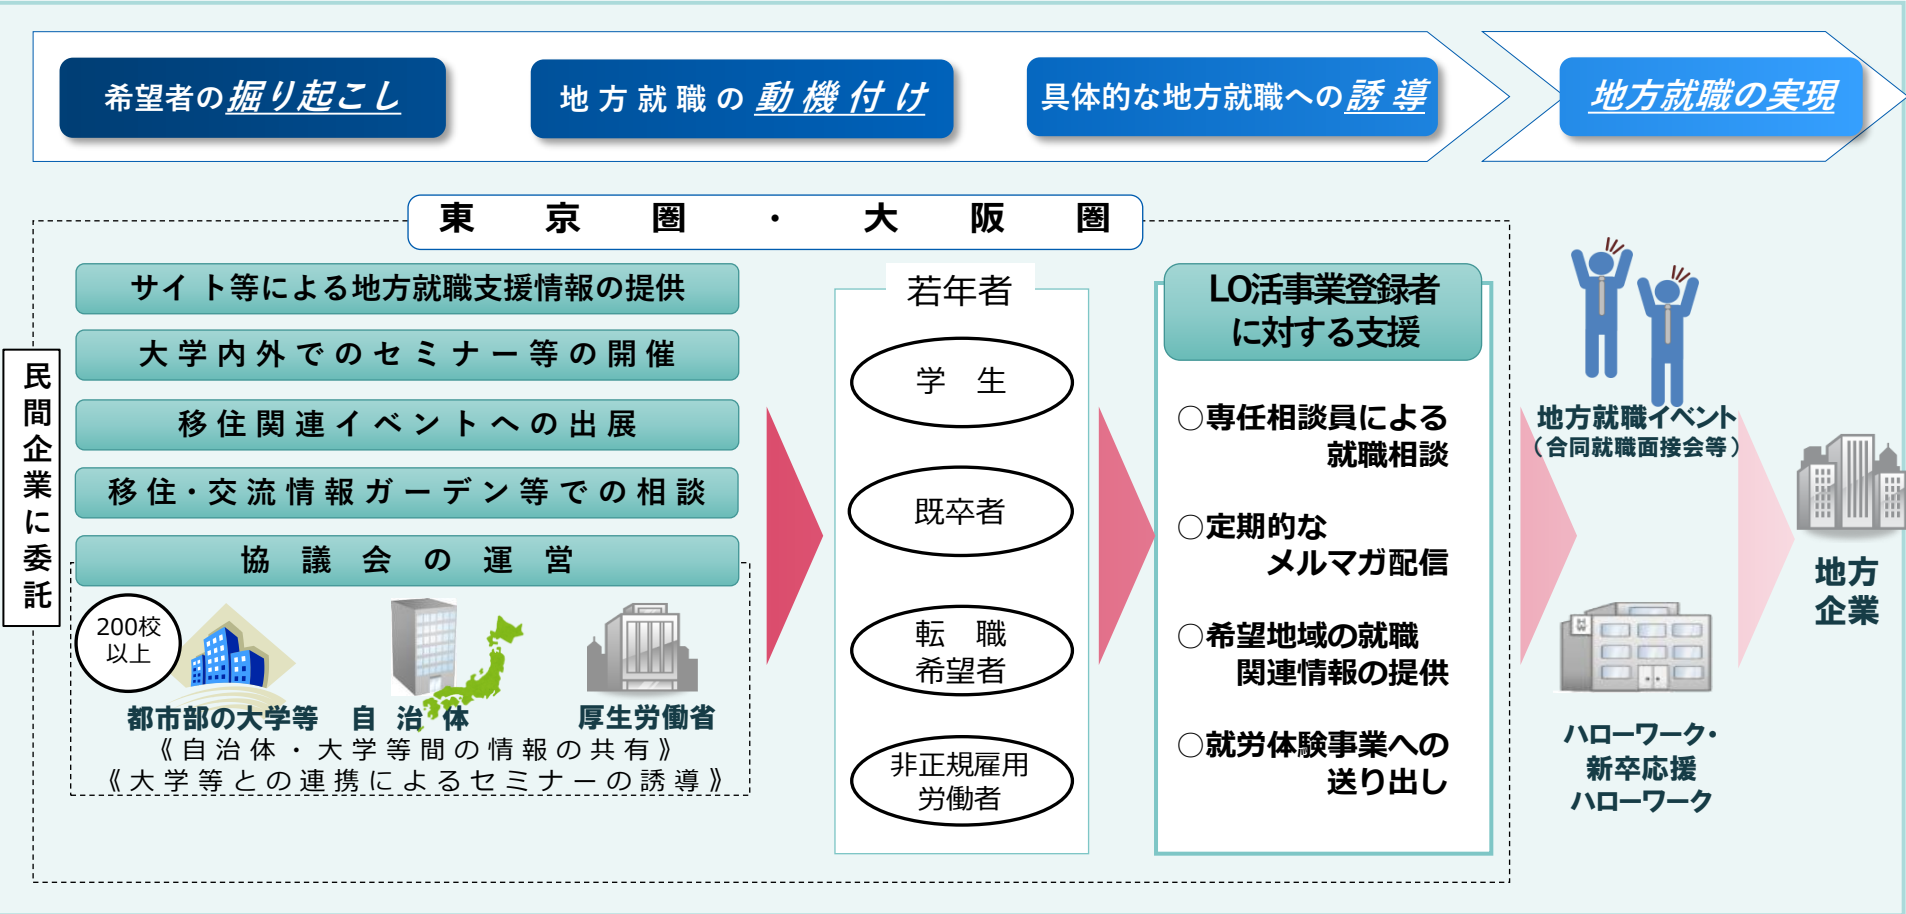 希望者の掘り起こし
地方就職の動機付け
具体的な地方就職への誘導
地方就職の実現
東京圏・大阪圏
民間企業に委託
サイト等による地方就職支援情報の提供
大学内外でのセミナー等の開催
移住関連イベントへの出展
移住・交流情報ガーデン等での相談
協議会の運営
200校
以上
都市部の大学等
自治体
厚生労働省
《自治体・大学等間の情報の共有》
《大学等との連携によるセミナーの誘導》
若年者
学生
既卒者
転職
希望者
非正規雇用
労働者
LO活事業登録者
に対する支援
○専任相談員による
就職相談
○定期的な
メルマガ配信
○希望地域の就職
関連情報の提供
○就労体験事業への
送り出し
地方就職イベント
（合同就職面接会等）
ハローワーク・
新卒応援
ハローワーク
地方
企業